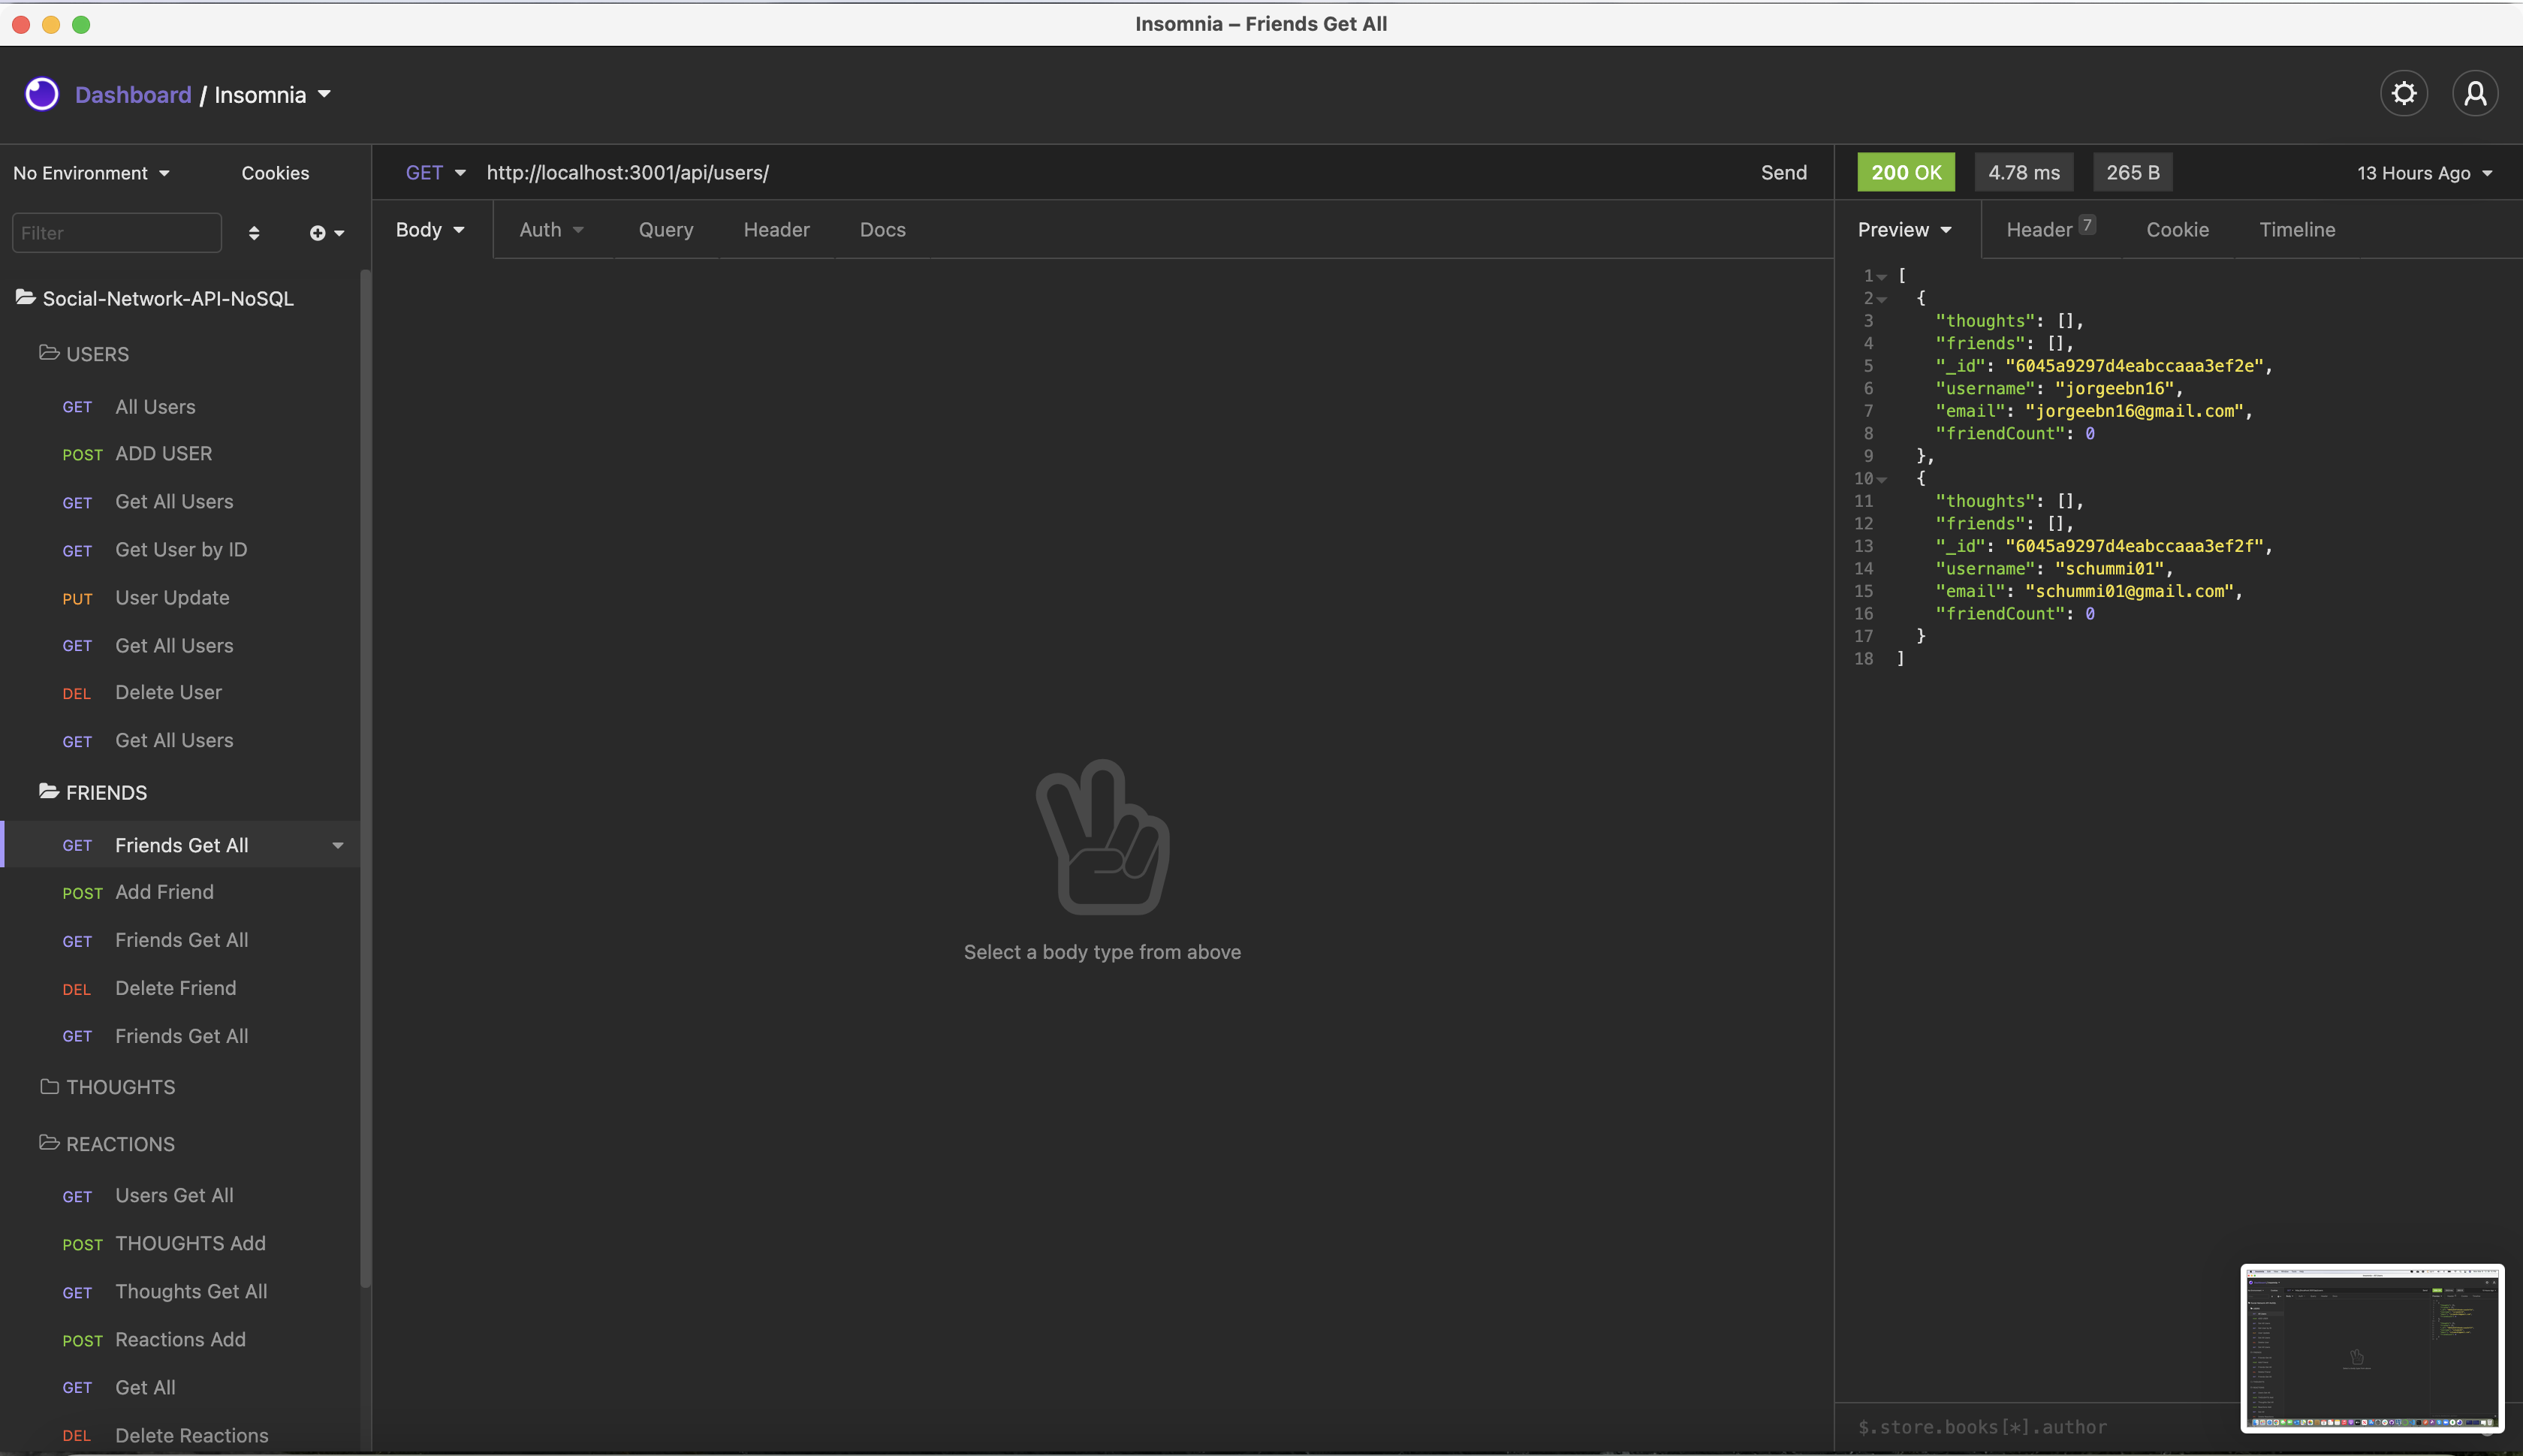 Insomnia – Friends Get All
Dashboard / Insomnia
No Environment Cookies
Filter
Social-Network-API-NoSQL
USERS
GET All Users
POST ADD USER
GET Get All Users
GET Get User by ID
PUT User Update
GET Get All Users
DEL Delete User
GET Get All Users
FRIENDS
GET Friends Get All
POST Add Friend
GET Friends Get All
DEL Delete Friend
GET Friends Get All
THOUGHTS
REACTIONS
GET Users Get All
POST THOUGHTS Add
GET Thoughts Get All
POST Reactions Add
GET Get All
DEL Delete Reactions
GET http://localhost:3001/api/users/ Send
Body Auth Query Header Docs
Select a body type from above
200 OK 4.78 ms 265 B 13 Hours Ago
Preview Header 7 Cookie Timeline
1 [
2 {
3 "thoughts": [],
4 "friends": [],
5 "_id": "6045a9297d4eabccaaa3ef2e",
6 "username": "jorgeebn16",
7 "email": "jorgeebn16@gmail.com",
8 "friendCount": 0
9 },
10 {
11 "thoughts": [],
12 "friends": [],
13 "_id": "6045a9297d4eabccaaa3ef2f",
14 "username": "schummi01",
15 "email": "schummi01@gmail.com",
16 "friendCount": 0
17 }
18 ]
$.store.books[*].author